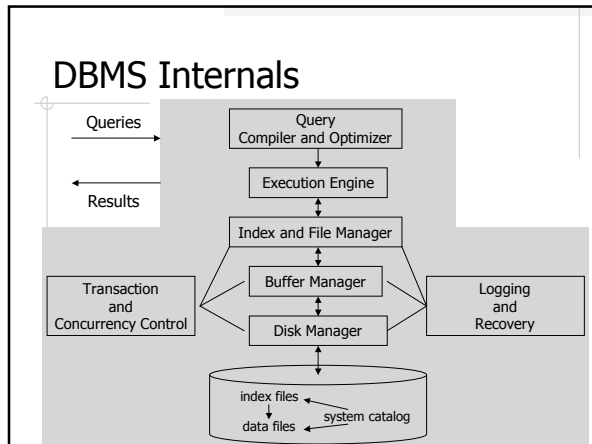 DBMS Internals
Queries
Results
Query
Compiler and Optimizer
Execution Engine
Index and File Manager
Buffer Manager
Disk Manager
Transaction
and
Concurrency Control
Logging
and
Recovery
index files
system catalog
data files